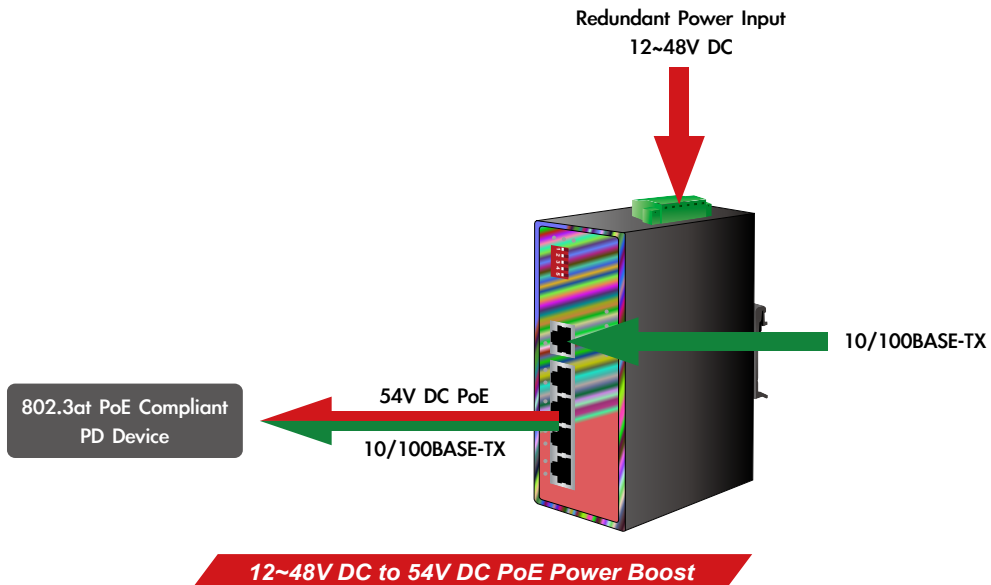 Redundant Power Input
12~48V DC
10/100BASE-TX
54V DC PoE
802.3at PoE Compliant
PD Device
10/100BASE-TX
12~48V DC to 54V DC PoE Power Boost